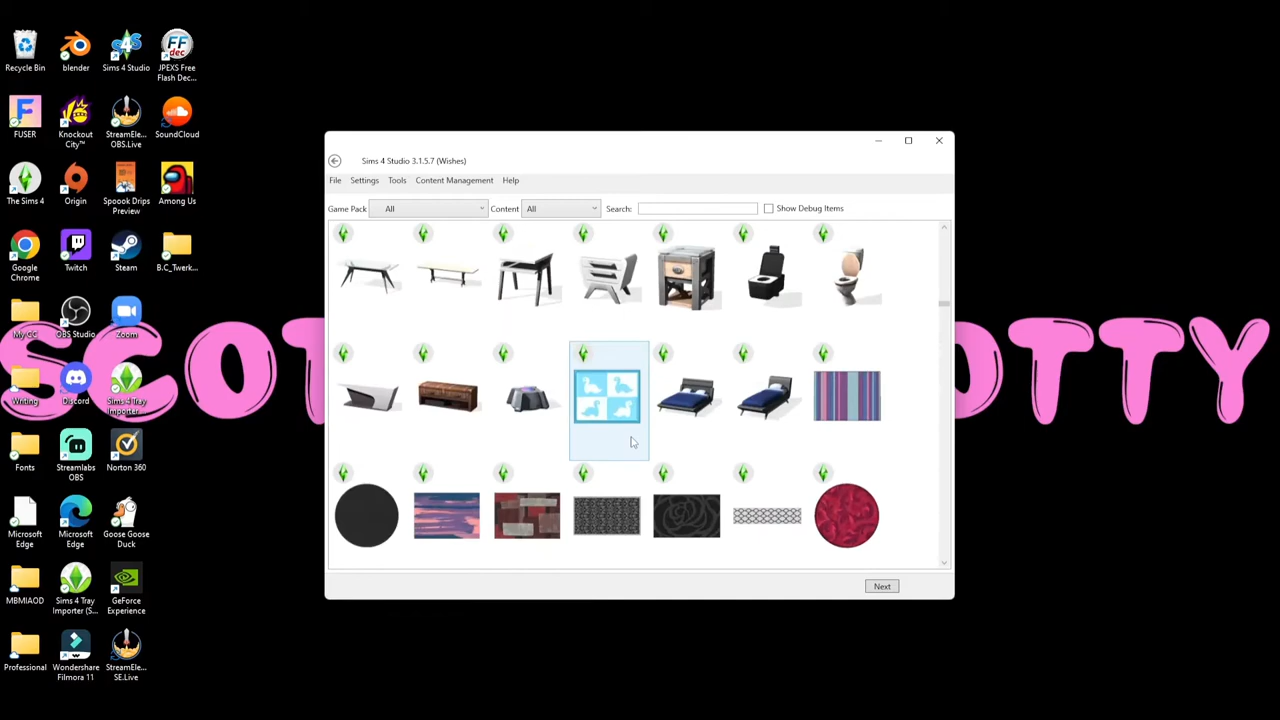 Recycle Bin
blender
Sims 4 Studio
JPEXS Free
Flash Dec...
FUSER
Knockout
City™
StreamEle...
OBS.Live
SoundCloud
The Sims 4
Origin
Spoook Drips
Preview
Among Us
Google
Chrome
Twitch
Steam
B.C_Twerk...
My CC
OBS Studio
Zoom
Writing
Discord
Sims 4 Tray
Importer...
Fonts
Streamlabs
OBS
Norton 360
Microsoft
Edge
Microsoft
Edge
Goose Goose
Duck
MBMIAOD
Sims 4 Tray
Importer (S...
GeForce
Experience
Professional
Wondershare
Filmora 11
StreamEle...
SE.Live
Sims 4 Studio 3.1.5.7 (Wishes)
File Settings Tools Content Management Help
Game Pack All Content All Search: Show Debug Items
Next
SCOT
OTTY